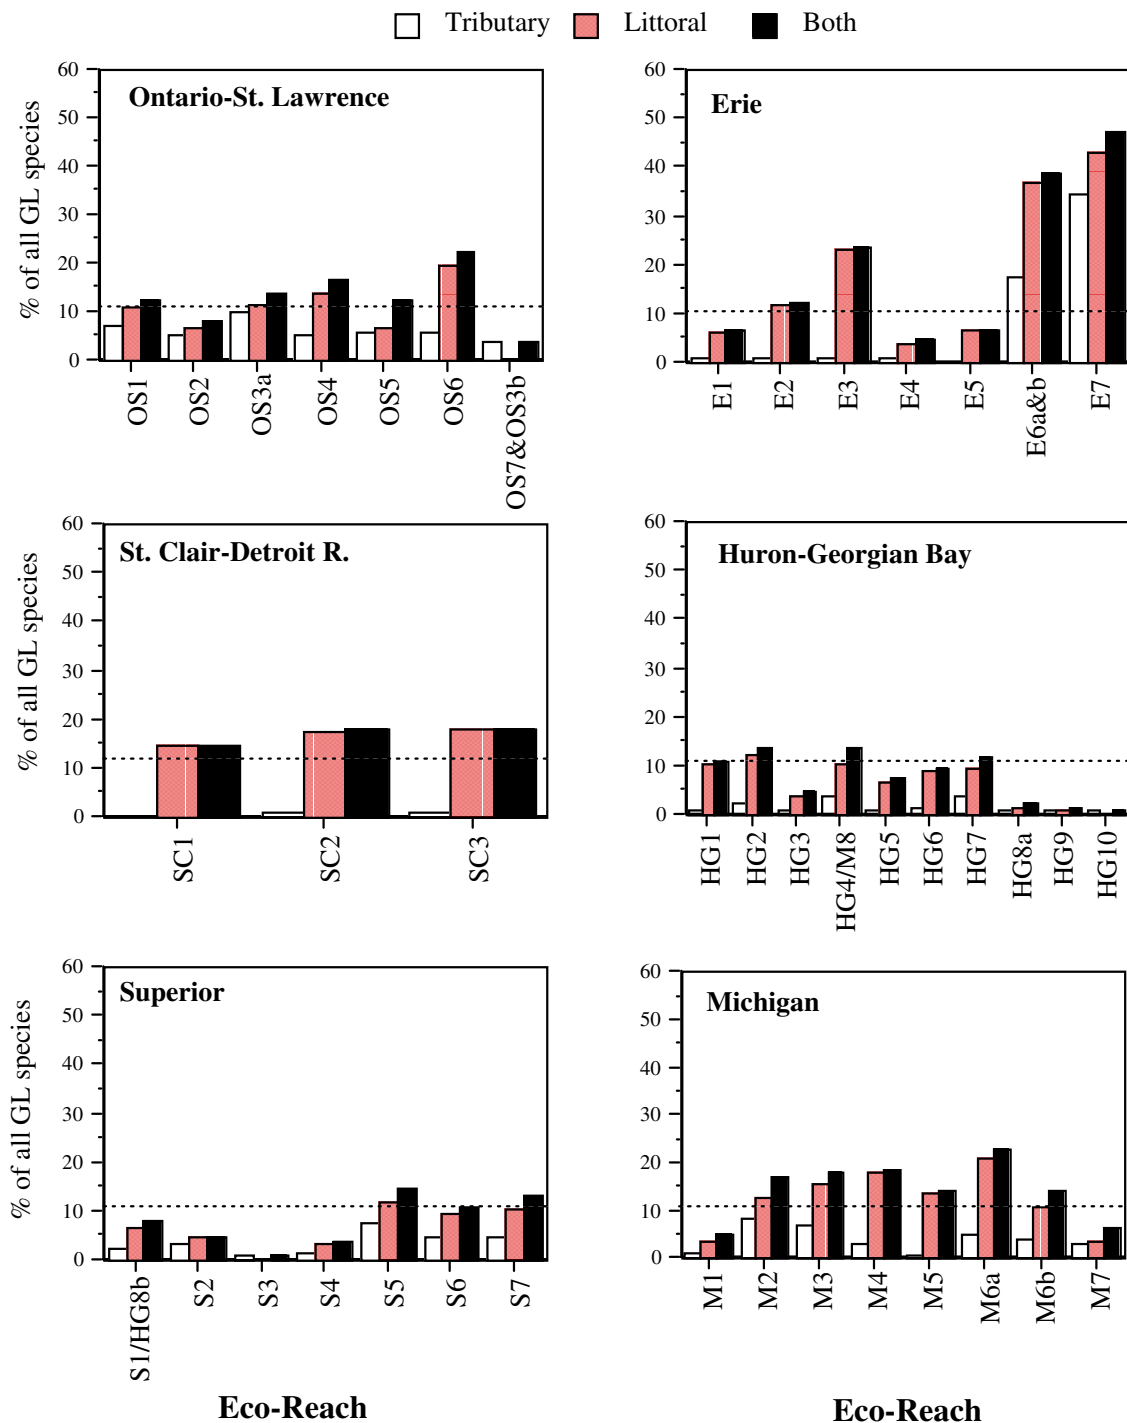 Tributary Littoral Both
Ontario-St. Lawrence
% of all GL species
60
50
40
30
20
10
0
OS1
OS2
OS3a
OS4
OS5
OS6
OS7&OS3b
Erie
60
50
40
30
20
10
0
E1
E2
E3
E4
E5
E6a&b
E7
St. Clair-Detroit R.
% of all GL species
60
50
40
30
20
10
0
SC1
SC2
SC3
Huron-Georgian Bay
60
50
40
30
20
10
0
HG1
HG2
HG3
HG4/M8
HG5
HG6
HG7
HG8a
HG9
HG10
Superior
% of all GL species
60
50
40
30
20
10
0
S1/HG8b
S2
S3
S4
S5
S6
S7
Eco-Reach
Michigan
60
50
40
30
20
10
0
M1
M2
M3
M4
M5
M6a
M6b
M7
Eco-Reach